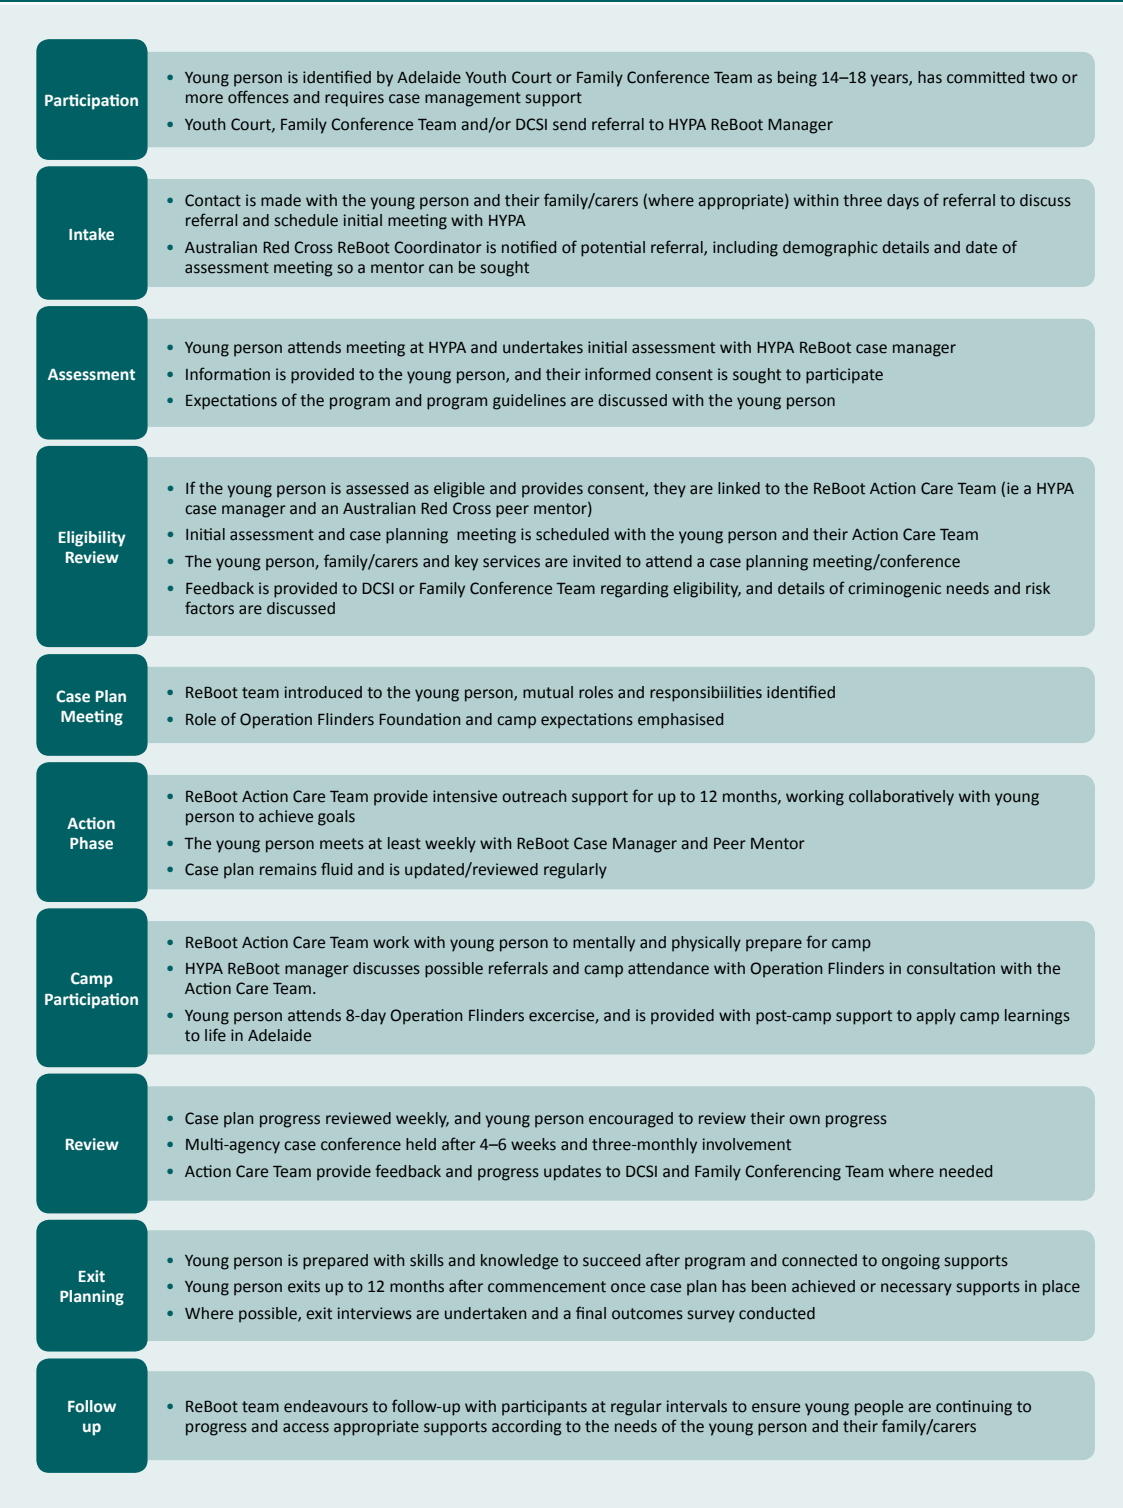 Participation
• Young person is identified by Adelaide Youth Court or Family Conference Team as being 14–18 years, has committed two or
more offences and requires case management support
• Youth Court, Family Conference Team and/or DCSI send referral to HYPA ReBoot Manager
Intake
• Contact is made with the young person and their family/carers (where appropriate) within three days of referral to discuss
referral and schedule initial meeting with HYPA
• Australian Red Cross ReBoot Coordinator is notified of potential referral, including demographic details and date of
assessment meeting so a mentor can be sought
Assessment
• Young person attends meeting at HYPA and undertakes initial assessment with HYPA ReBoot case manager
• Information is provided to the young person, and their informed consent is sought to participate
• Expectations of the program and program guidelines are discussed with the young person
Eligibility
Review
• If the young person is assessed as eligible and provides consent, they are linked to the ReBoot Action Care Team (ie a HYPA
case manager and an Australian Red Cross peer mentor)
• Initial assessment and case planning  meeting is scheduled with the young person and their Action Care Team
• The young person, family/carers and key services are invited to attend a case planning meeting/conference
• Feedback is provided to DCSI or Family Conference Team regarding eligibility, and details of criminogenic needs and risk
factors are discussed
Case Plan
Meeting
• ReBoot team introduced to the young person, mutual roles and responsibiilities identified
• Role of Operation Flinders Foundation and camp expectations emphasised
Action
Phase
• ReBoot Action Care Team provide intensive outreach support for up to 12 months, working collaboratively with young
person to achieve goals
• The young person meets at least weekly with ReBoot Case Manager and Peer Mentor
• Case plan remains fluid and is updated/reviewed regularly
Camp
Participation
• ReBoot Action Care Team work with young person to mentally and physically prepare for camp
• HYPA ReBoot manager discusses possible referrals and camp attendance with Operation Flinders in consultation with the
Action Care Team.
• Young person attends 8-day Operation Flinders excercise, and is provided with post-camp support to apply camp learnings
to life in Adelaide
Review
• Case plan progress reviewed weekly, and young person encouraged to review their own progress
• Multi-agency case conference held after 4–6 weeks and three-monthly involvement
• Action Care Team provide feedback and progress updates to DCSI and Family Conferencing Team where needed
Exit
Planning
• Young person is prepared with skills and knowledge to succeed after program and connected to ongoing supports
• Young person exits up to 12 months after commencement once case plan has been achieved or necessary supports in place
• Where possible, exit interviews are undertaken and a final outcomes survey conducted
Follow
up
• ReBoot team endeavours to follow-up with participants at regular intervals to ensure young people are continuing to
progress and access appropriate supports according to the needs of the young person and their family/carers